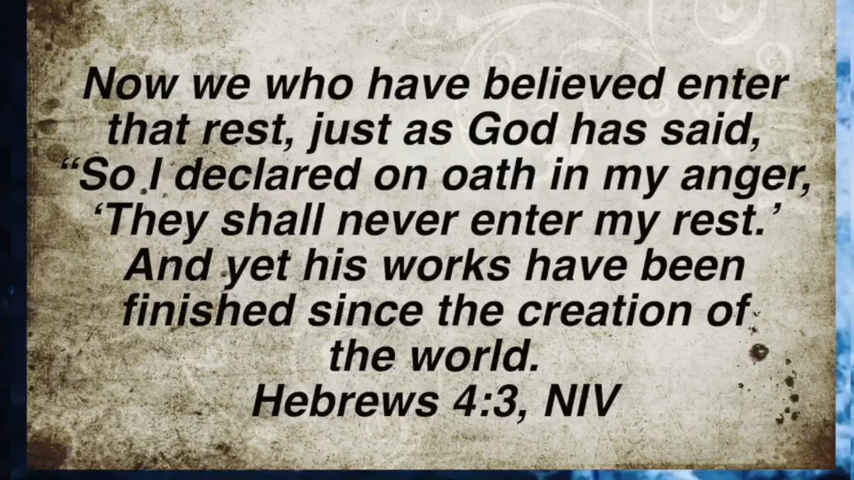 Now we who have believed enter
that rest, just as God has said,
“So I declared on oath in my anger,
‘They shall never enter my rest.’
And yet his works have been
finished since the creation of
the world.
Hebrews 4:3, NIV